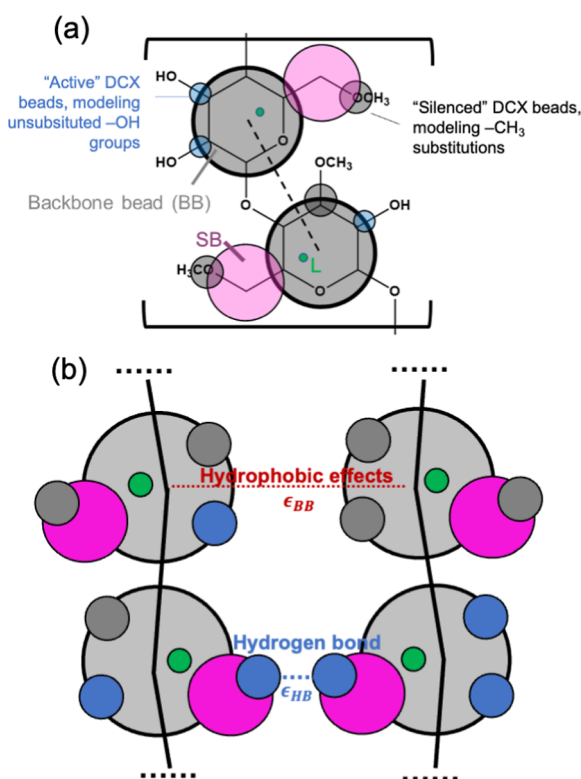 (a)
HO
"Active" DCX
beads, modeling
unsubsituted –OH
groups
OCH3
"Silenced" DCX beads,
modeling –CH3
substitutions
O
HO
OCH3
Backbone bead (BB)
O
OH
SB
H3CO
L
O
O
(b)
Hydrophobic effects
ϵBB
Hydrogen bond
ϵHB